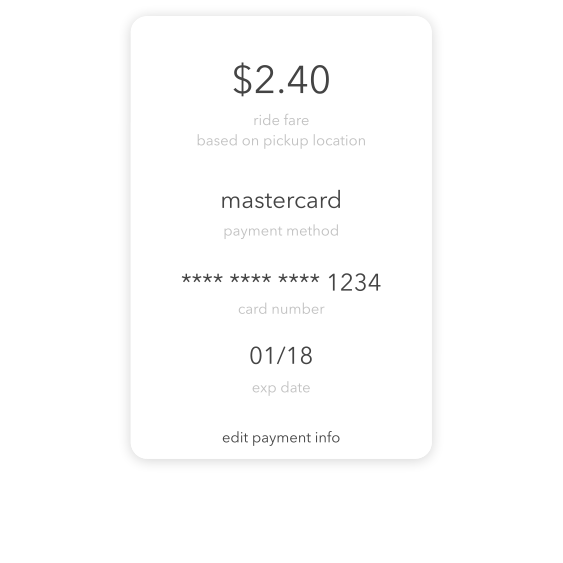 $2.40
ride fare
based on pickup location
mastercard
payment method
**** **** **** 1234
card number
01/18
exp date
edit payment info